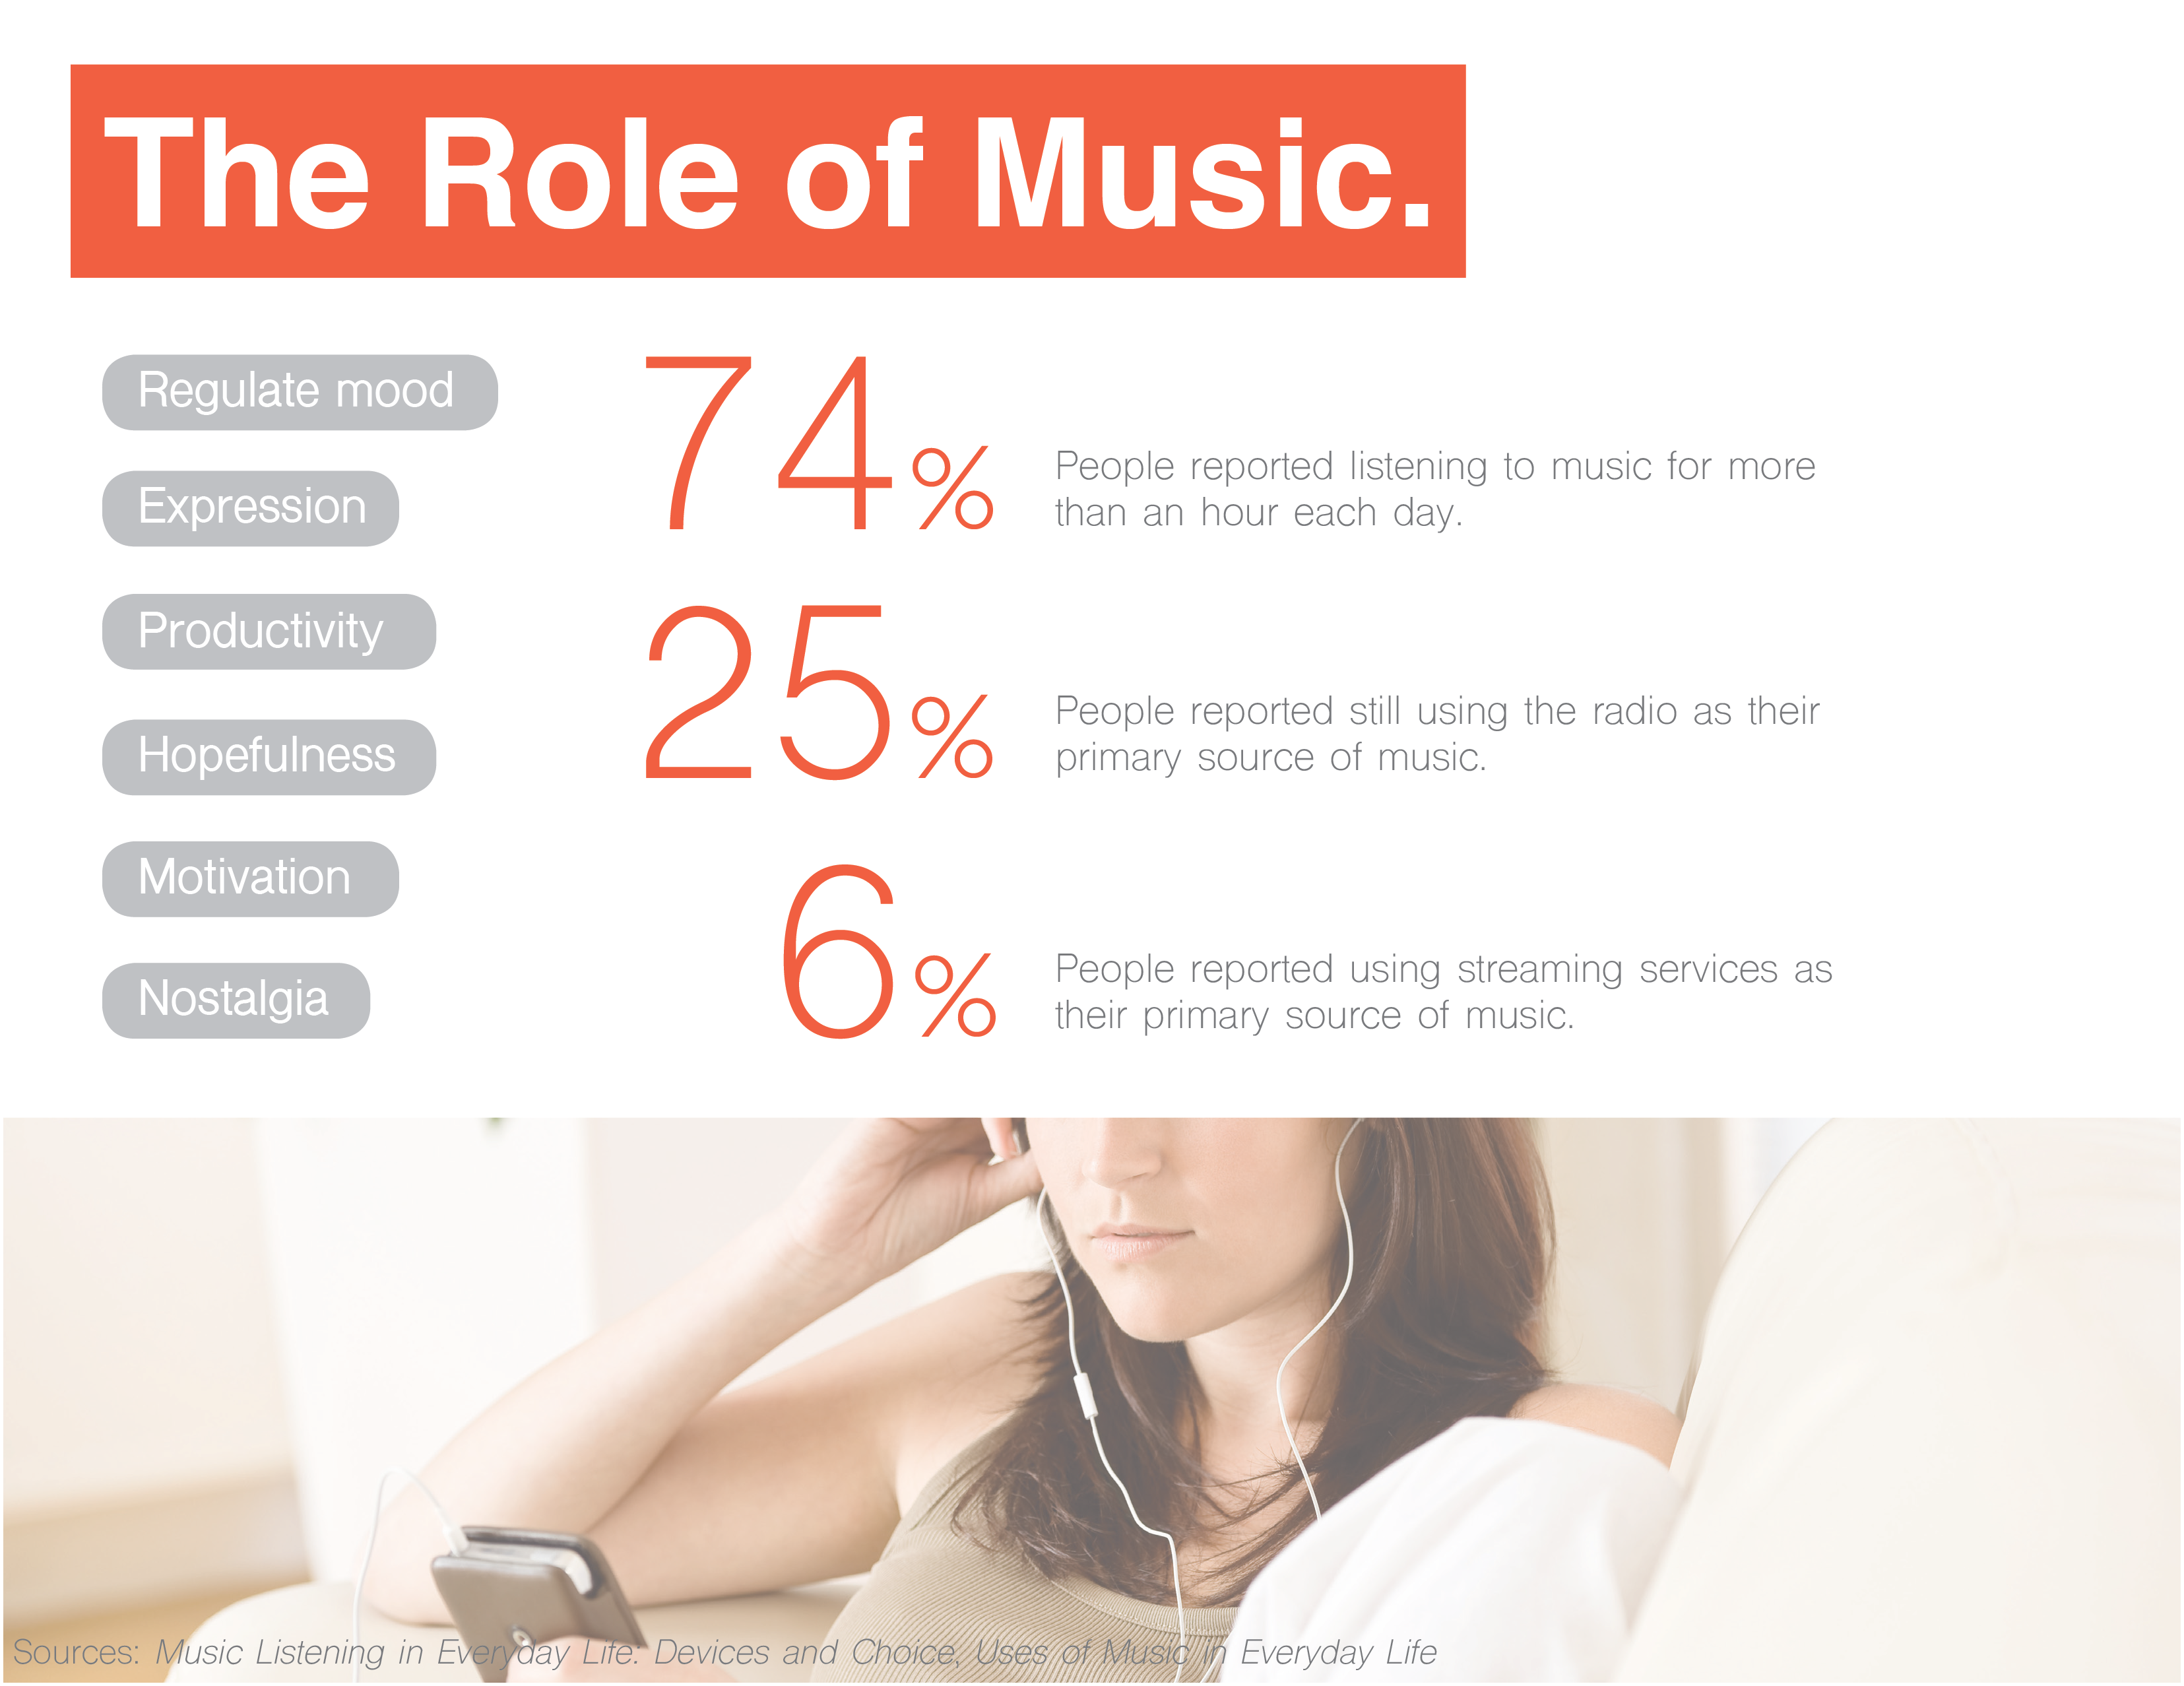 The Role of Music.
Regulate mood
Expression
Productivity
Hopefulness
Motivation
Nostalgia
74%
People reported listening to music for more
than an hour each day.
25%
People reported still using the radio as their
primary source of music.
6%
People reported using streaming services as
their primary source of music.
Sources: Music Listening in Everyday Life: Devices and Choice, Uses of Music in Everyday Life